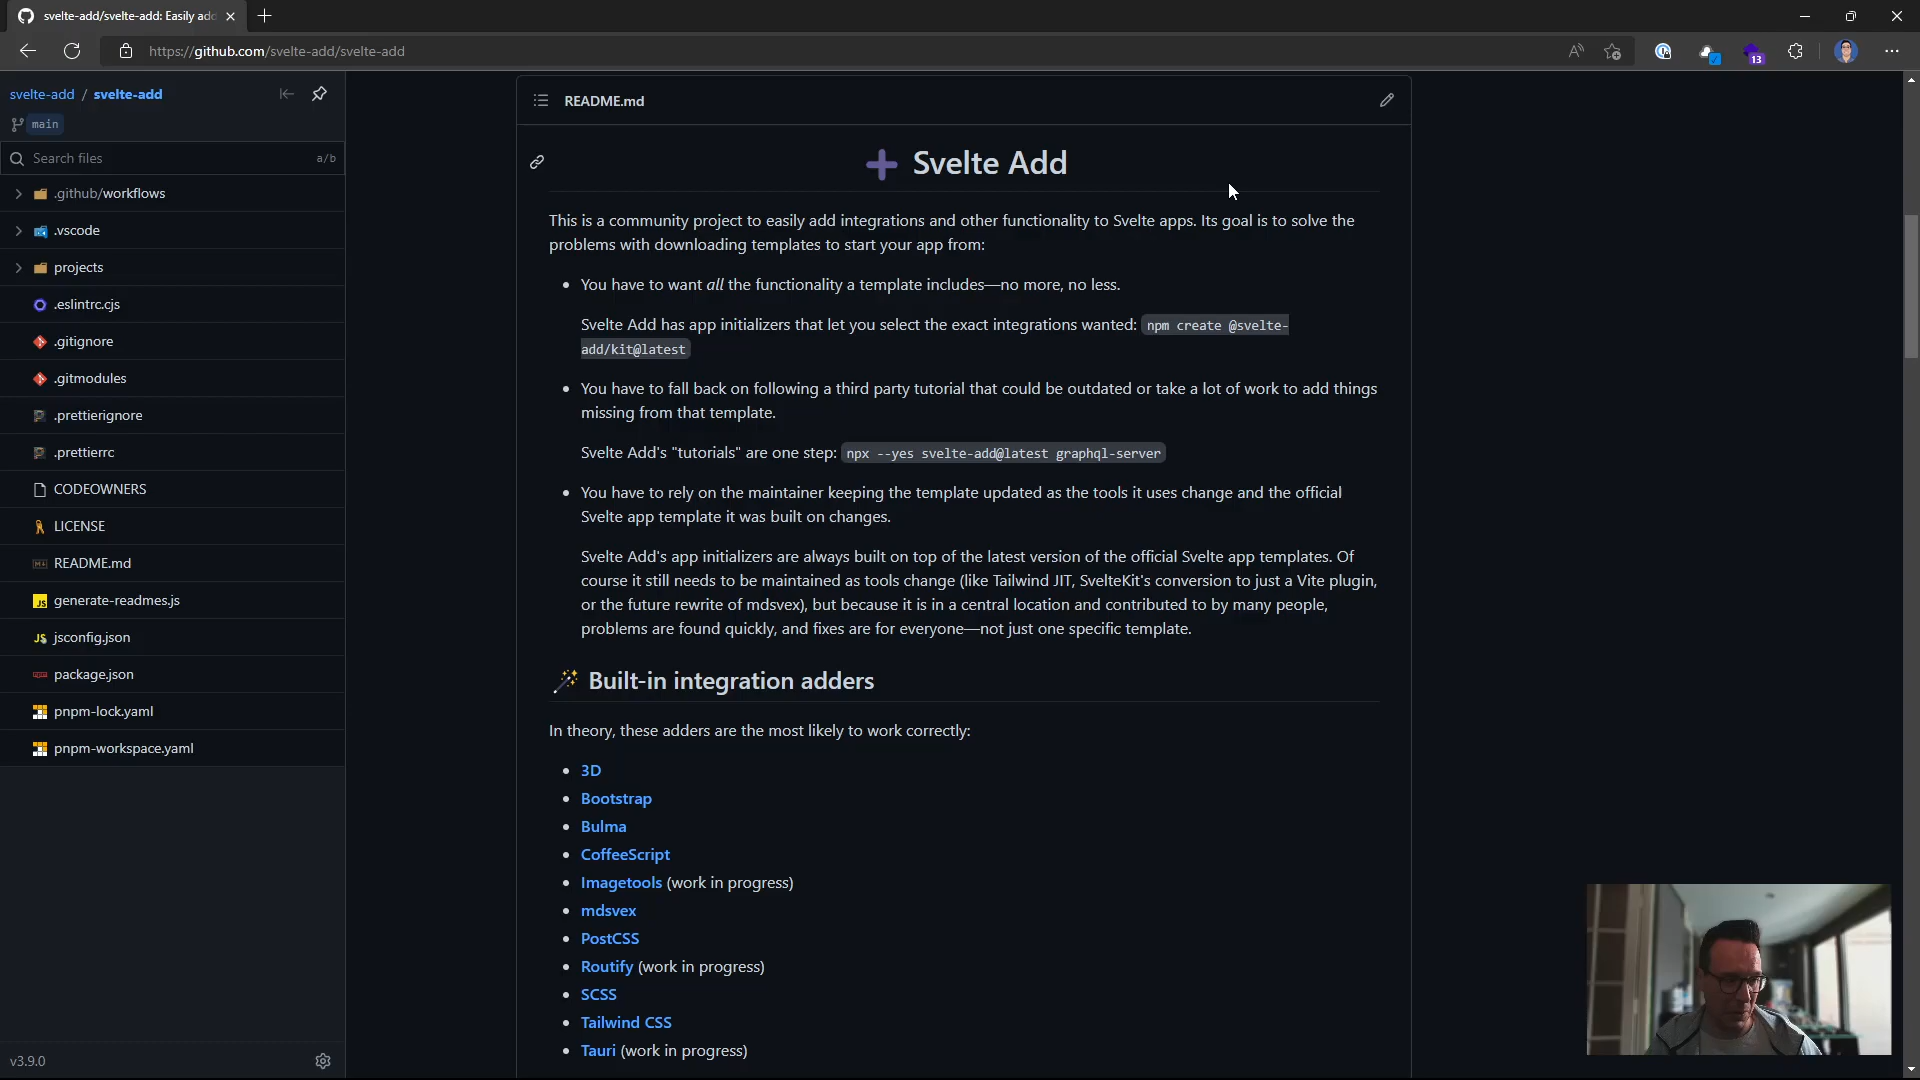 svelte-add/svelte-add: Easily add
https://github.com/svelte-add/svelte-add
13
svelte-add / svelte-add
main
Search files
a/b
.github/workflows
.vscode
projects
.eslintrc.cjs
.gitignore
.gitmodules
.prettierignore
.prettierrc
CODEOWNERS
LICENSE
README.md
generate-readmes.js
jsconfig.json
package.json
pnpm-lock.yaml
pnpm-workspace.yaml
v3.9.0
README.md
Svelte Add
This is a community project to easily add integrations and other functionality to Svelte apps. Its goal is to solve the
problems with downloading templates to start your app from:
• You have to want all the functionality a template includes—no more, no less.
Svelte Add has app initializers that let you select the exact integrations wanted: npm create @svelte-
add/kit@latest
• You have to fall back on following a third party tutorial that could be outdated or take a lot of work to add things
missing from that template.
Svelte Add's "tutorials" are one step: npx --yes svelte-add@latest graphql-server
• You have to rely on the maintainer keeping the template updated as the tools it uses change and the official
Svelte app template it was built on changes.
Svelte Add's app initializers are always built on top of the latest version of the official Svelte app templates. Of
course it still needs to be maintained as tools change (like Tailwind JIT, SvelteKit's conversion to just a Vite plugin,
or the future rewrite of mdsvex), but because it is in a central location and contributed to by many people,
problems are found quickly, and fixes are for everyone—not just one specific template.
Built-in integration adders
In theory, these adders are the most likely to work correctly:
• 3D
• Bootstrap
• Bulma
• CoffeeScript
• Imagetools (work in progress)
• mdsvex
• PostCSS
• Routify (work in progress)
• SCSS
• Tailwind CSS
• Tauri (work in progress)